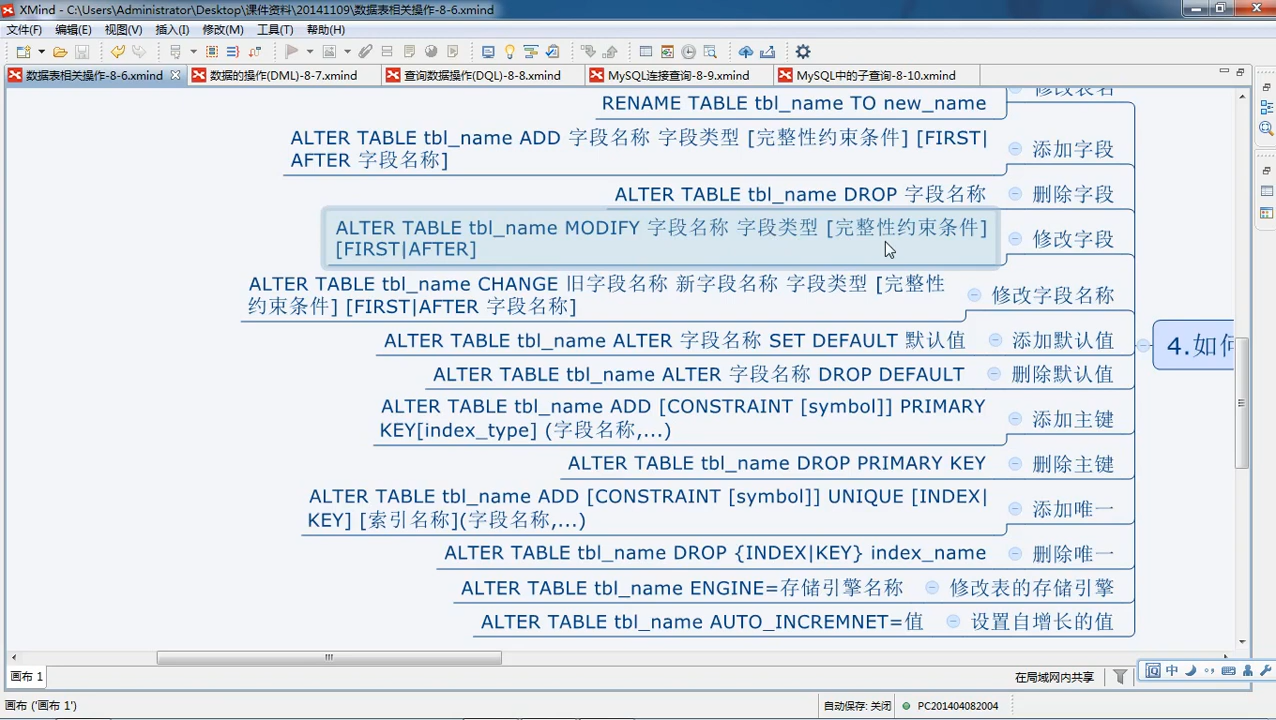 XMind - C:\Users\Administrator\Desktop\课件资料\20141109\数据表相关操作-8-6.xmind
文件(F) 编辑(E) 视图(V) 插入(I) 修改(M) 工具(T) 帮助(H)
数据表相关操作-8-6.xmind 数据的操作(DML)-8-7.xmind 查询数据操作(DQL)-8-8.xmind MySQL连接查询-8-9.xmind MySQL中的子查询-8-10.xmind
修改表名
RENAME TABLE tbl_name TO new_name
ALTER TABLE tbl_name ADD 字段名称 字段类型 [完整性约束条件] [FIRST|
AFTER 字段名称]
添加字段
ALTER TABLE tbl_name DROP 字段名称
删除字段
ALTER TABLE tbl_name MODIFY 字段名称 字段类型 [完整性约束条件]
[FIRST|AFTER]
修改字段
ALTER TABLE tbl_name CHANGE 旧字段名称 新字段名称 字段类型 [完整性
约束条件] [FIRST|AFTER 字段名称]
修改字段名称
ALTER TABLE tbl_name ALTER 字段名称 SET DEFAULT 默认值
添加默认值
4.如何
ALTER TABLE tbl_name ALTER 字段名称 DROP DEFAULT
删除默认值
ALTER TABLE tbl_name ADD [CONSTRAINT [symbol]] PRIMARY
KEY[index_type] (字段名称,...)
添加主键
ALTER TABLE tbl_name DROP PRIMARY KEY
删除主键
ALTER TABLE tbl_name ADD [CONSTRAINT [symbol]] UNIQUE [INDEX|
KEY] [索引名称](字段名称,...)
添加唯一
ALTER TABLE tbl_name DROP {INDEX|KEY} index_name
删除唯一
ALTER TABLE tbl_name ENGINE=存储引擎名称
修改表的存储引擎
ALTER TABLE tbl_name AUTO_INCREMNET=值
设置自增长的值
画布 1
在局域网内共享
中
画布 ('画布 1')
自动保存: 关闭
PC201404082004